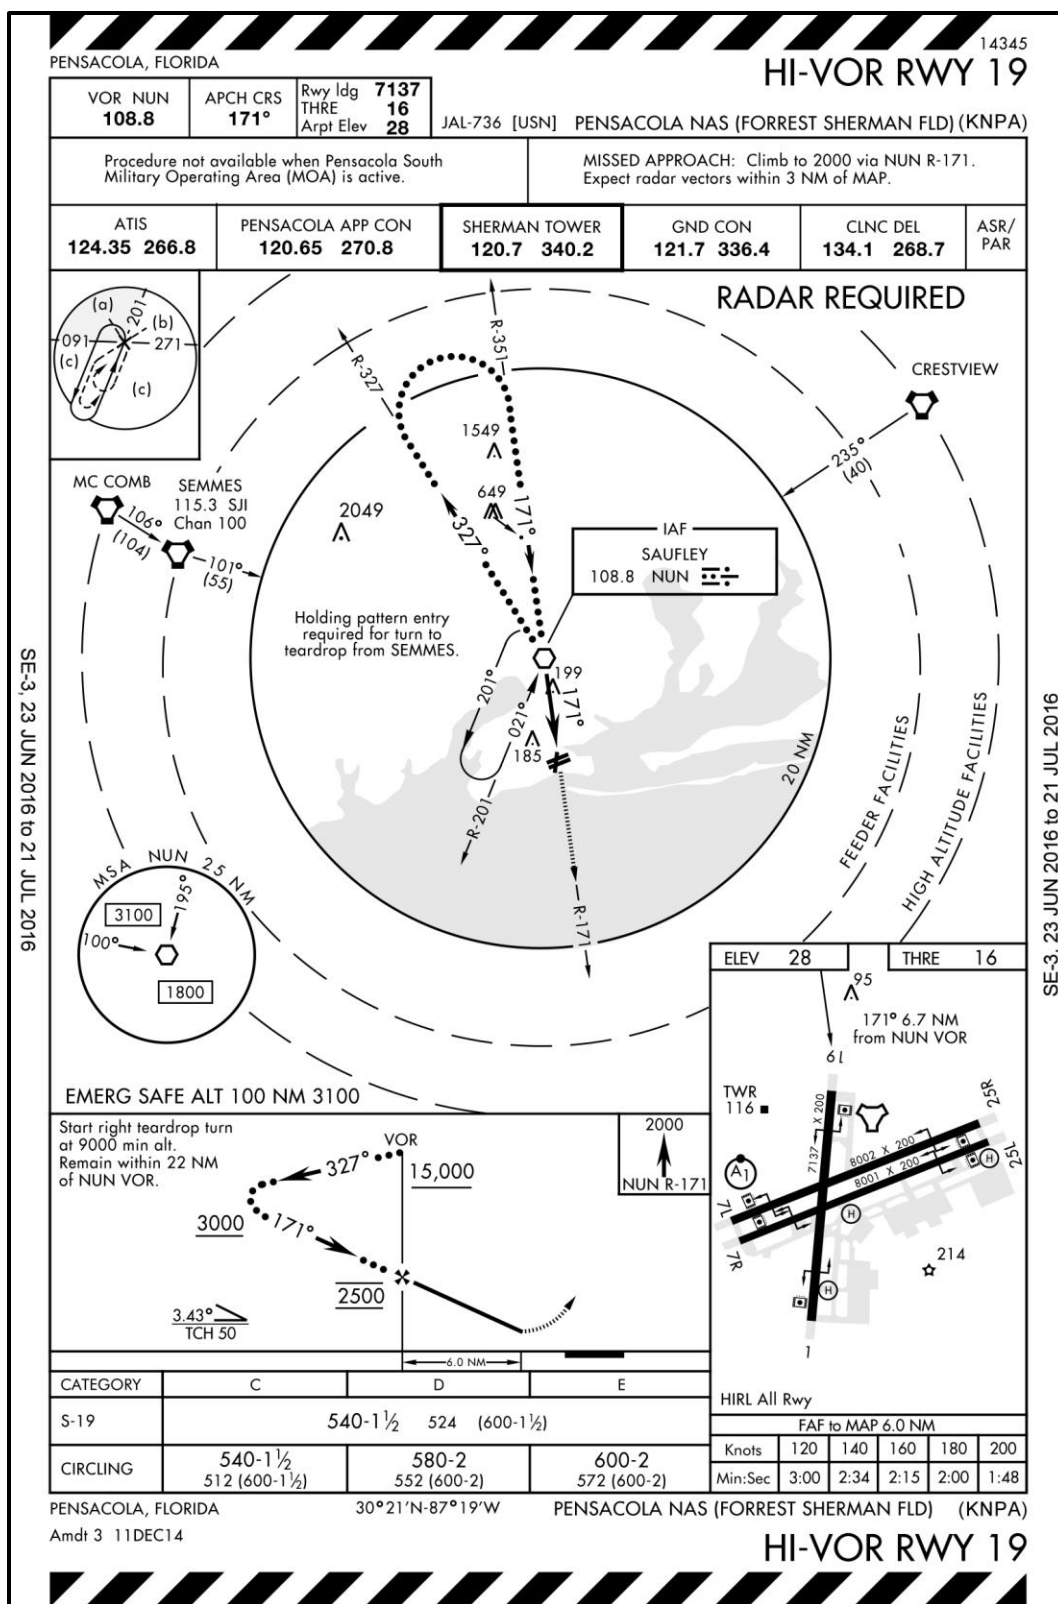 14345
PENSACOLA, FLORIDA
HI-VOR RWY 19
VOR NUN
108.8
APCH CRS
171°
Rwy ldg 7137
THRE 16
Arpt Elev 28
JAL-736 [USN]
PENSACOLA NAS (FORREST SHERMAN FLD) (KNPA)
Procedure not available when Pensacola South
Military Operating Area (MOA) is active.
MISSED APPROACH: Climb to 2000 via NUN R-171.
Expect radar vectors within 3 NM of MAP.
ATIS
124.35 266.8
PENSACOLA APP CON
120.65 270.8
SHERMAN TOWER
120.7 340.2
GND CON
121.7 336.4
CLNC DEL
134.1 268.7
ASR/
PAR
RADAR REQUIRED
(a)
201
(b)
091
271
(c)
(c)
R-351
R-327
CRESTVIEW
235°
(40)
1549
MC COMB
106°
(104)
SEMMES
115.3 SJI
Chan 100
101°
(55)
2049
649
171°
327°
IAF
SAUFLEY
108.8 NUN
Holding pattern entry
required for turn to
teardrop from SEMMES.
199
171°
201°
021°
185
R-201
R-171
20 NM
FEEDER FACILITIES
HIGH ALTITUDE FACILITIES
SE-3, 23 JUN 2016 to 21 JUL 2016
SE-3, 23 JUN 2016 to 21 JUL 2016
MSA NUN 25 NM
3100
195°
100°
1800
EMERG SAFE ALT 100 NM 3100
ELEV 28
THRE 16
95
171° 6.7 NM
from NUN VOR
19
TWR
116
7137 X 200
25R
8002 X 200
8001 X 200
25L
H
A1
7L
H
7R
214
H
1
HIRL All Rwy
Start right teardrop turn
at 9000 min alt.
Remain within 22 NM
of NUN VOR.
VOR
327°
15,000
3000
171°
2500
3.43°
TCH 50
6.0 NM
2000
NUN R-171
CATEGORY C D E
S-19 540-1½ 524 (600-1½)
CIRCLING
540-1½
512 (600-1½)
580-2
552 (600-2)
600-2
572 (600-2)
FAF to MAP 6.0 NM
Knots 120 140 160 180 200
Min:Sec 3:00 2:34 2:15 2:00 1:48
PENSACOLA, FLORIDA
30°21'N-87°19'W
PENSACOLA NAS (FORREST SHERMAN FLD) (KNPA)
Amdt 3 11DEC14
HI-VOR RWY 19